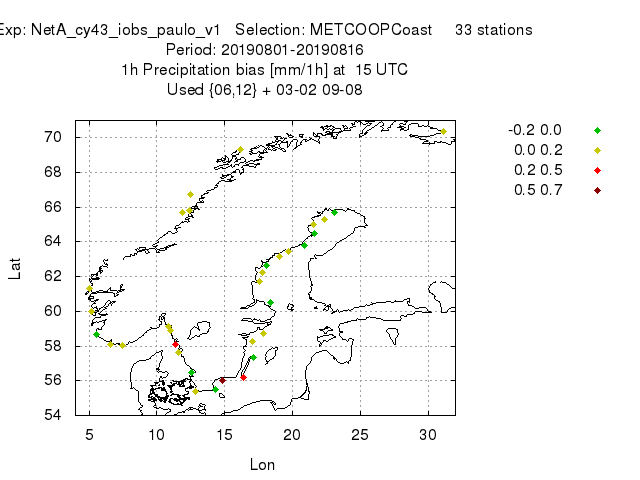 Exp: NetA_cy43_iobs_paulo_v1 Selection: METCOOPCoast 33 stations
Period: 20190801-20190816
1h Precipitation bias [mm/1h] at 15 UTC
Used {06,12} + 03-02 09-08
-0.2 0.0
0.0 0.2
0.2 0.5
0.5 0.7
Lat
70
68
66
64
62
60
58
56
54
5 10 15 20 25 30
Lon